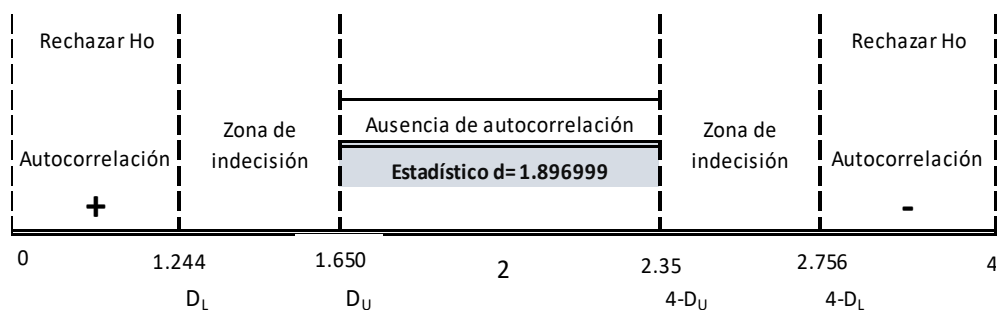 Rechazar Ho
Rechazar Ho
Zona de
indecisión
Ausencia de autocorrelación
Zona de
indecisión
Autocorrelación
Estadístico d= 1.896999
Autocorrelación
+
-
0
1.244
1.650
2
2.35
2.756
4
DL
DU
4-DU
4-DL